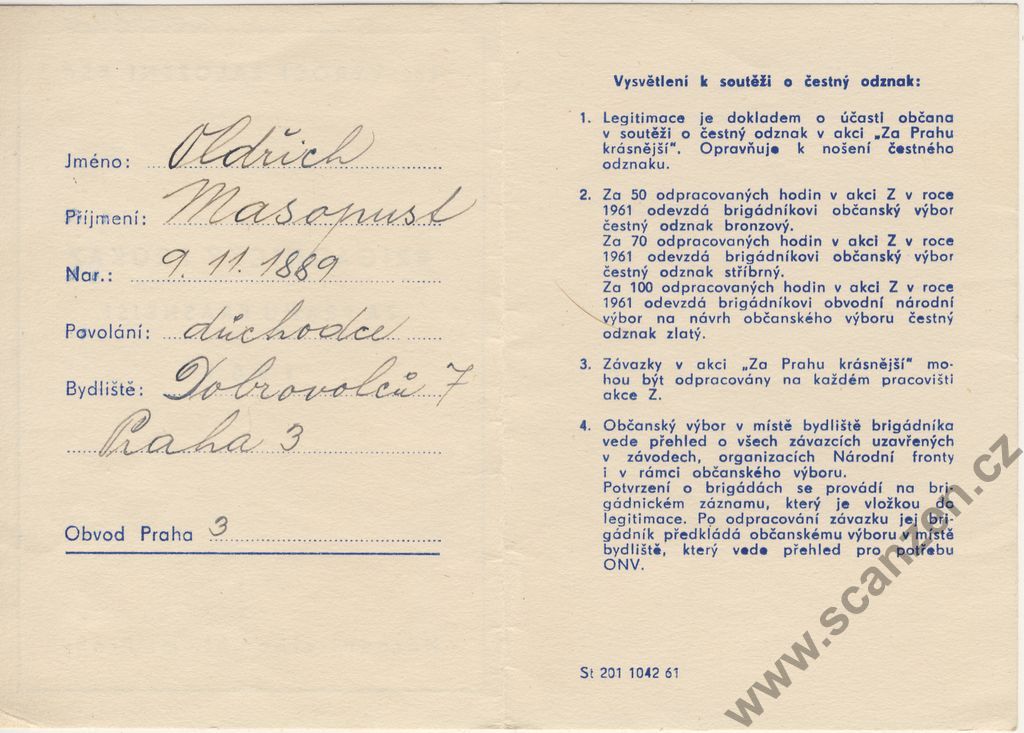 Jméno: Oldřich
Příjmení: Masopust
Nar.: 9. 11. 1889
Povolání: důchodce
Bydliště: Dobrovolců 7
Praha 3
Obvod Praha 3
Vysvětlení k soutěži o čestný odznak:
1. Legitimace je dokladem o účasti občana
v soutěži o čestný odznak v akci „Za Prahu
krásnější“. Opravňuje k nošení čestného
odznaku.
2. Za 50 odpracovaných hodin v akci Z v roce
1961 odevzdá brigádníkovi občanský výbor
čestný odznak bronzový.
Za 70 odpracovaných hodin v akci Z v roce
1961 odevzdá brigádníkovi občanský výbor
čestný odznak stříbrný.
Za 100 odpracovaných hodin v akci Z v roce
1961 odevzdá brigádníkovi obvodní národní
výbor na návrh občanského výboru čestný
odznak zlatý.
3. Závazky v akci „Za Prahu krásnější“ mo-
hou být odpracovány na každém pracovišti
akce Z.
4. Občanský výbor v místě bydliště brigádníka
vede přehled o všech závazcích uzavřených
v závodech, organizacích Národní fronty
i v rámci občanského výboru.
Potvrzení o brigádách se provádí na bri-
gádnickém záznamu, který je vložkou do
legitimace. Po odpracování závazku jej bri-
gádník předkládá občanskému výboru v místě
bydliště, který vede přehled pro potřebu
ONV.
St 201 1042 61
www.scanzen.cz